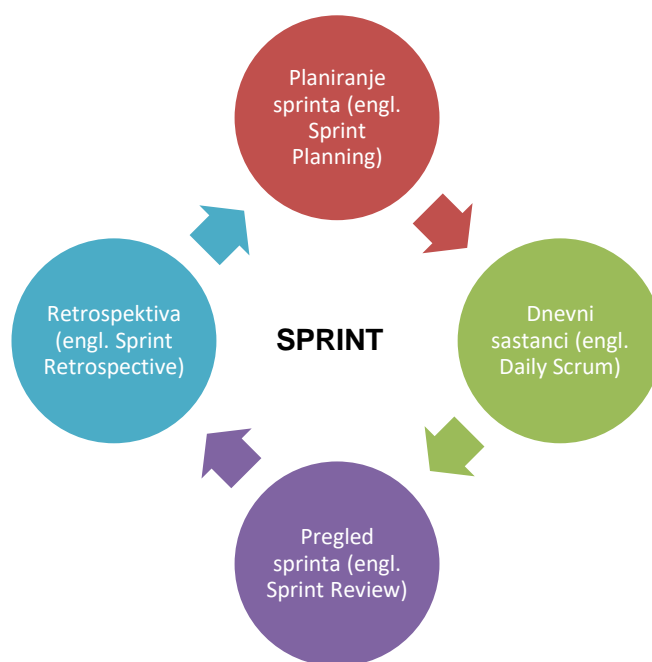 Planiranje
sprinta (engl.
Sprint
Planning)
Retrospektiva
(engl. Sprint
Retrospective)
SPRINT
Dnevni
sastanci (engl.
Daily Scrum)
Pregled
sprinta (engl.
Sprint Review)